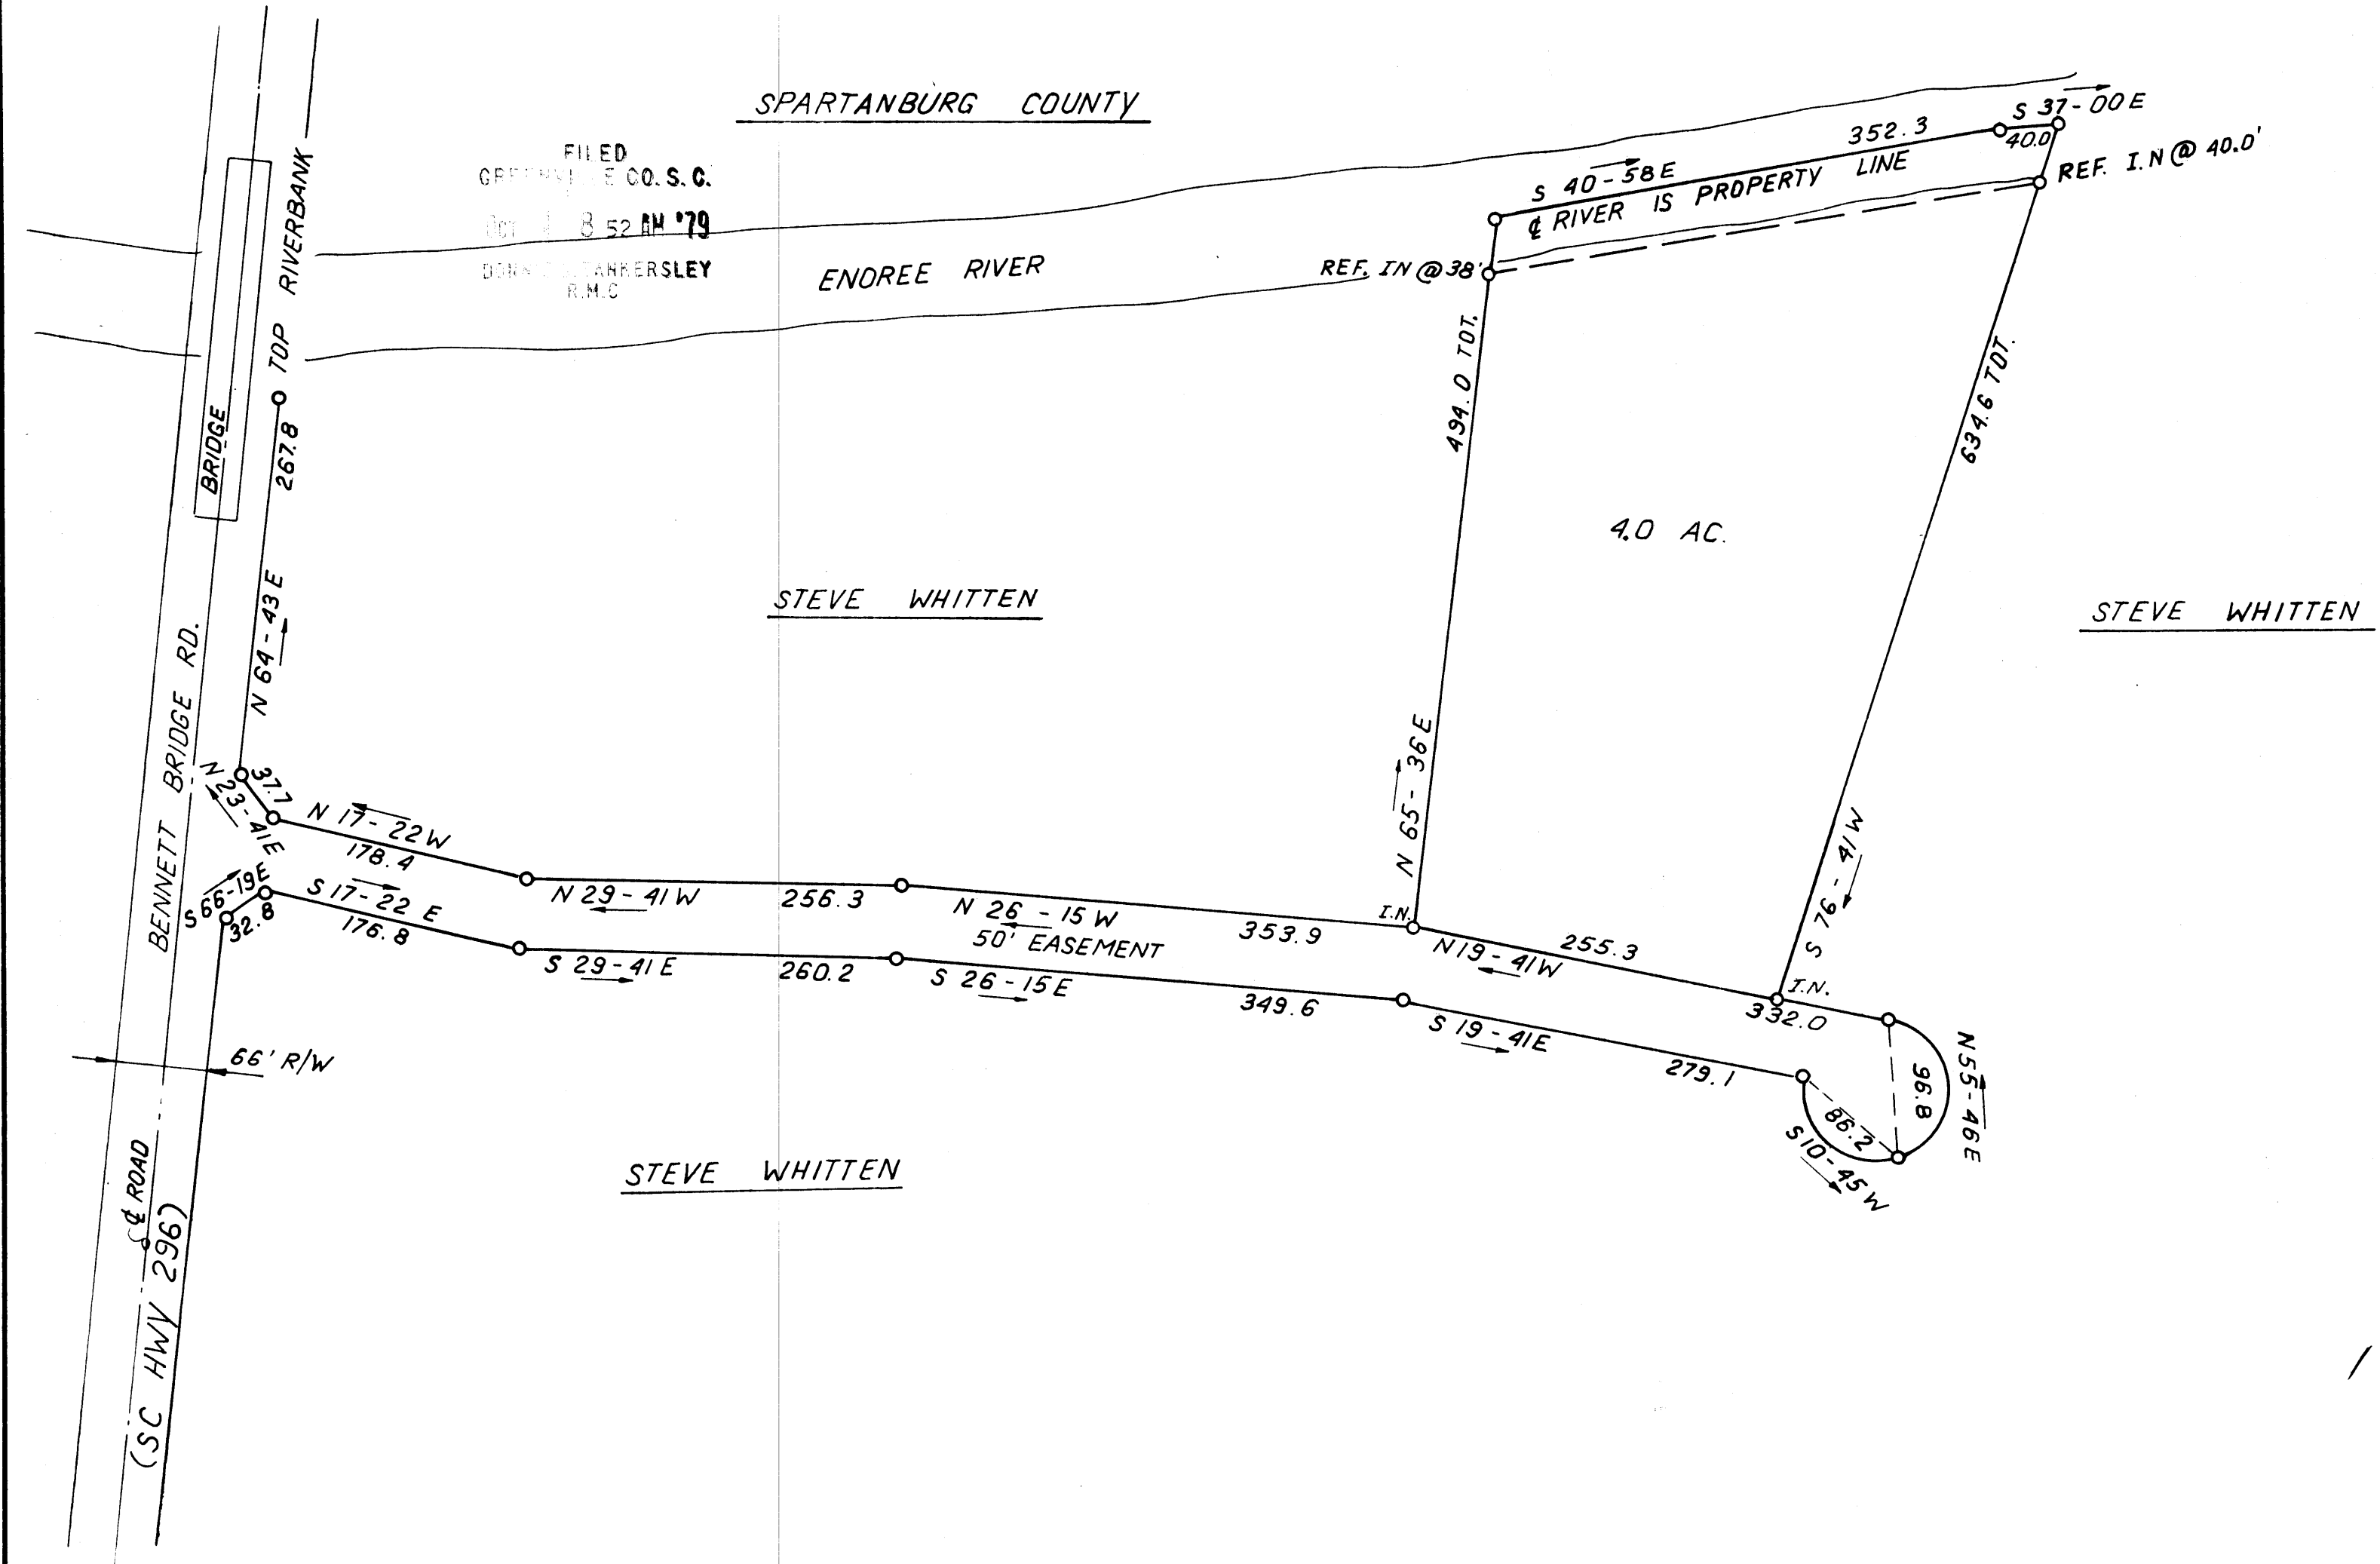 SPARTANBURG COUNTY
FILED
CO. S. C.
8 52 AM '79
R.M.C
ENOREE RIVER
TOP RIVERBANK
BRIDGE
267.8
N 64-43 E
BENNETT BRIDGE RD.
(SC HWY 296)
℄ ROAD
66' R/W
S 40-58 E
352.3
℄ RIVER IS PROPERTY LINE
S 37-00 E
40.0
REF. I.N @ 40.0'
REF. IN @ 38'
494.0 TOT.
N 65-36 E
634.6 TOT.
S 76-41 W
4.0 AC.
STEVE WHITTEN
STEVE WHITTEN
37.7
N 23-41 E
N 17-22 W
178.4
N 29-41 W
256.3
N 26-15 W
353.9
50' EASEMENT
I.N.
N 19-41 W
255.3
I.N.
332.0
S 66-19 E
32.8
S 17-22 E
176.8
S 29-41 E
260.2
S 26-15 E
349.6
S 19-41 E
279.1
86.2
S 10-45 W
96.8
N 55-46 E
STEVE WHITTEN